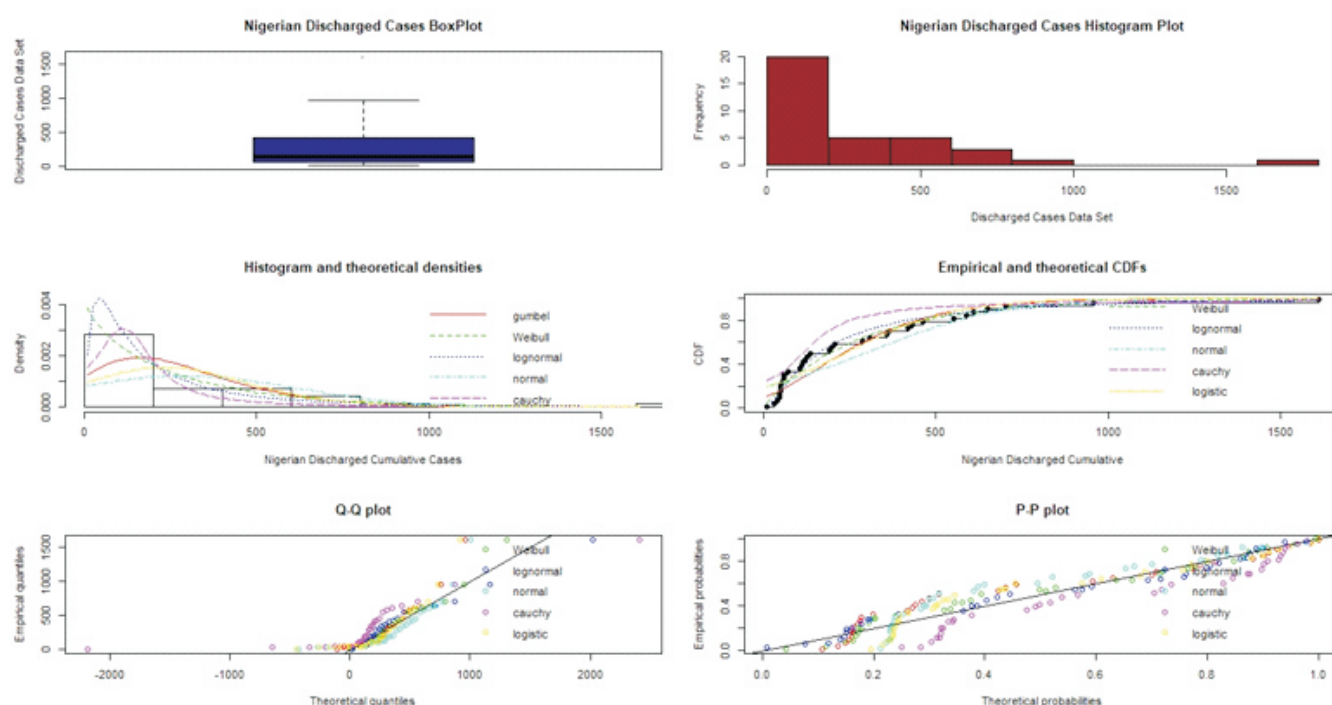 Nigerian Discharged Cases BoxPlot
Discharged Cases Data Set
1500
1000
500
0
Nigerian Discharged Cases Histogram Plot
Frequency
20
15
10
5
0
0 500 1000 1500
Discharged Cases Data Set
Histogram and theoretical densities
Density
0.004
0.002
0.000
gumbel
Weibull
lognormal
normal
cauchy
0 500 1000 1500
Nigerian Discharged Cumulative Cases
Empirical and theoretical CDFs
CDF
0.8
0.4
0.0
Weibull
lognormal
normal
cauchy
logistic
0 500 1000 1500
Nigerian Discharged Cumulative
Q-Q plot
Empirical quantiles
1500
1000
500
0
Weibull
lognormal
normal
cauchy
logistic
-2000 -1000 0 1000 2000
Theoretical quantiles
P-P plot
Empirical probabilities
0.8
0.4
0.0
Weibull
lognormal
normal
cauchy
logistic
0.0 0.2 0.4 0.6 0.8 1.0
Theoretical probabilities